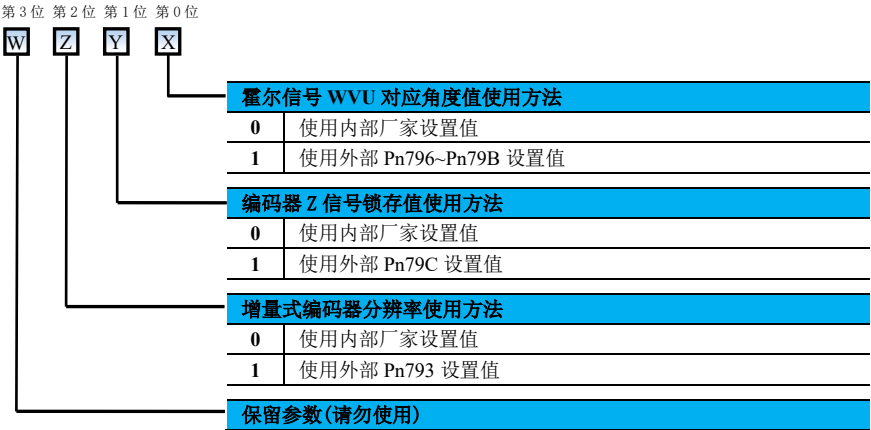 第3位 第2位 第1位 第0位
W Z Y X
霍尔信号 WVU 对应角度值使用方法
0 使用内部厂家设置值
1 使用外部 Pn796~Pn79B 设置值
编码器 Z 信号锁存值使用方法
0 使用内部厂家设置值
1 使用外部 Pn79C 设置值
增量式编码器分辨率使用方法
0 使用内部厂家设置值
1 使用外部 Pn793 设置值
保留参数(请勿使用)